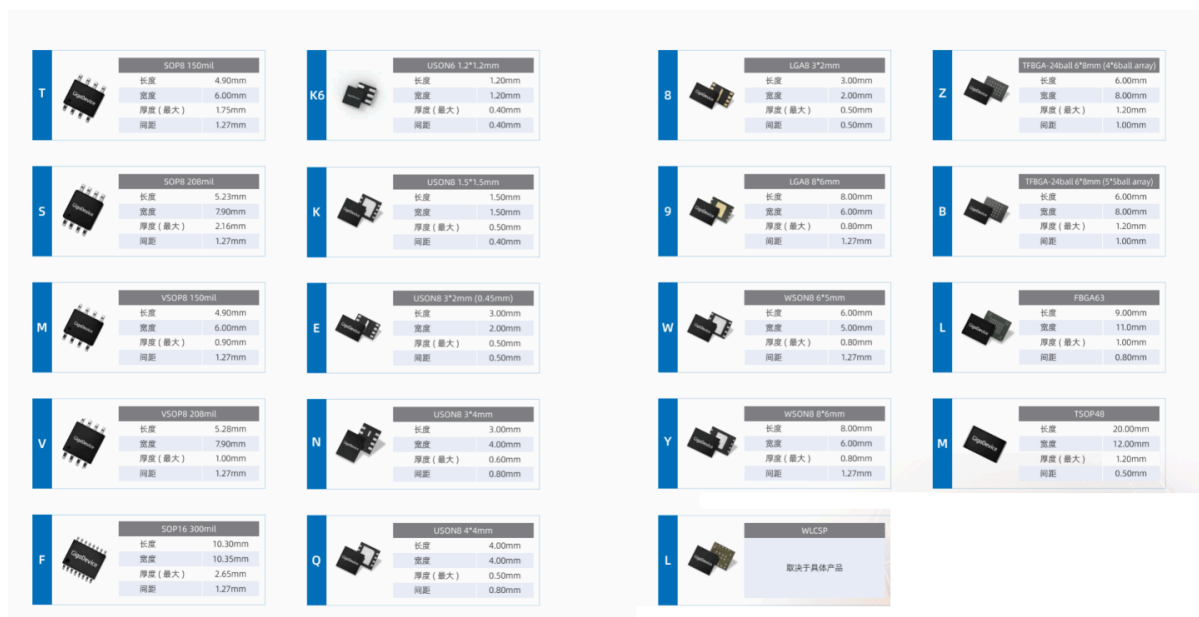 T
GigaDevice
SOP8 150mil
长度 4.90mm
宽度 6.00mm
厚度 ( 最大 ) 1.75mm
间距 1.27mm
K6
USON6 1.2*1.2mm
长度 1.20mm
宽度 1.20mm
厚度 ( 最大 ) 0.40mm
间距 0.40mm
8
LGA8 3*2mm
长度 3.00mm
宽度 2.00mm
厚度 ( 最大 ) 0.50mm
间距 0.50mm
Z
TFBGA-24ball 6*8mm (4*6ball array)
长度 6.00mm
宽度 8.00mm
厚度 ( 最大 ) 1.20mm
间距 1.00mm
S
GigaDevice
SOP8 208mil
长度 5.23mm
宽度 7.90mm
厚度 ( 最大 ) 2.16mm
间距 1.27mm
K
USON8 1.5*1.5mm
长度 1.50mm
宽度 1.50mm
厚度 ( 最大 ) 0.50mm
间距 0.40mm
9
LGA8 8*6mm
长度 8.00mm
宽度 6.00mm
厚度 ( 最大 ) 0.80mm
间距 1.27mm
B
TFBGA-24ball 6*8mm (5*5ball array)
长度 6.00mm
宽度 8.00mm
厚度 ( 最大 ) 1.20mm
间距 1.00mm
M
GigaDevice
VSOP8 150mil
长度 4.90mm
宽度 6.00mm
厚度 ( 最大 ) 0.90mm
间距 1.27mm
E
USON8 3*2mm (0.45mm)
长度 3.00mm
宽度 2.00mm
厚度 ( 最大 ) 0.50mm
间距 0.50mm
W
WSON8 6*5mm
长度 6.00mm
宽度 5.00mm
厚度 ( 最大 ) 0.80mm
间距 1.27mm
L
FBGA63
长度 9.00mm
宽度 11.0mm
厚度 ( 最大 ) 1.00mm
间距 0.80mm
V
GigaDevice
VSOP8 208mil
长度 5.28mm
宽度 7.90mm
厚度 ( 最大 ) 1.00mm
间距 1.27mm
N
USON8 3*4mm
长度 3.00mm
宽度 4.00mm
厚度 ( 最大 ) 0.60mm
间距 0.80mm
Y
WSON8 8*6mm
长度 8.00mm
宽度 6.00mm
厚度 ( 最大 ) 0.80mm
间距 1.27mm
M
GigaDevice
TSOP48
长度 20.00mm
宽度 12.00mm
厚度 ( 最大 ) 1.20mm
间距 0.50mm
F
GigaDevice
SOP16 300mil
长度 10.30mm
宽度 10.35mm
厚度 ( 最大 ) 2.65mm
间距 1.27mm
Q
USON8 4*4mm
长度 4.00mm
宽度 4.00mm
厚度 ( 最大 ) 0.50mm
间距 0.80mm
L
WLCSP
取决于具体产品